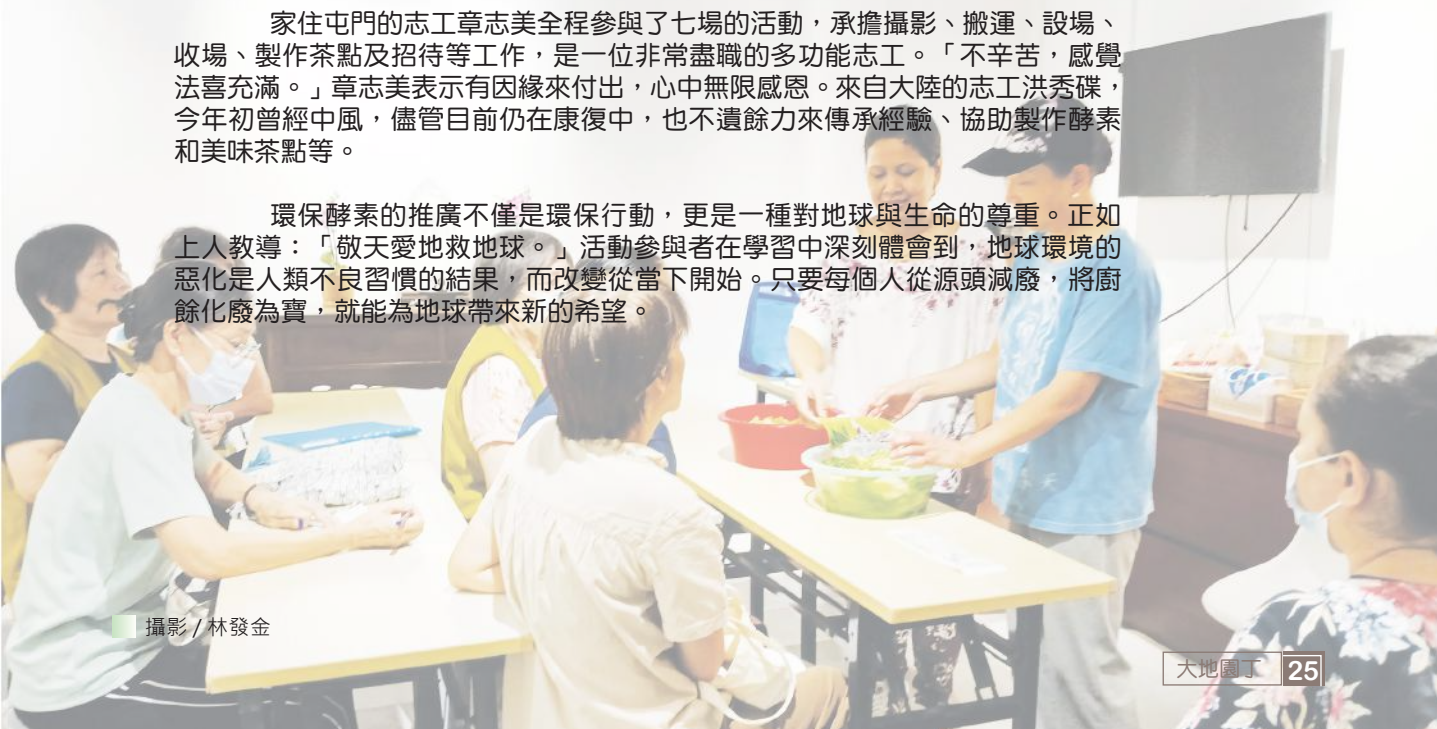 家住屯門的志工章志美全程參與了七場的活動，承擔攝影、搬運、設場、
收場、製作茶點及招待等工作，是一位非常盡職的多功能志工。「不辛苦，感覺
法喜充滿。」章志美表示有因緣來付出，心中無限感恩。來自大陸的志工洪秀碟，
今年初曾經中風，儘管目前仍在康復中，也不遺餘力來傳承經驗、協助製作酵素
和美味茶點等。
環保酵素的推廣不僅是環保行動，更是一種對地球與生命的尊重。正如
上人教導：「敬天愛地救地球。」活動參與者在學習中深刻體會到，地球環境的
惡化是人類不良習慣的結果，而改變從當下開始。只要每個人從源頭減廢，將廚
餘化廢為寶，就能為地球帶來新的希望。
攝影 / 林發金
大地園丁 25